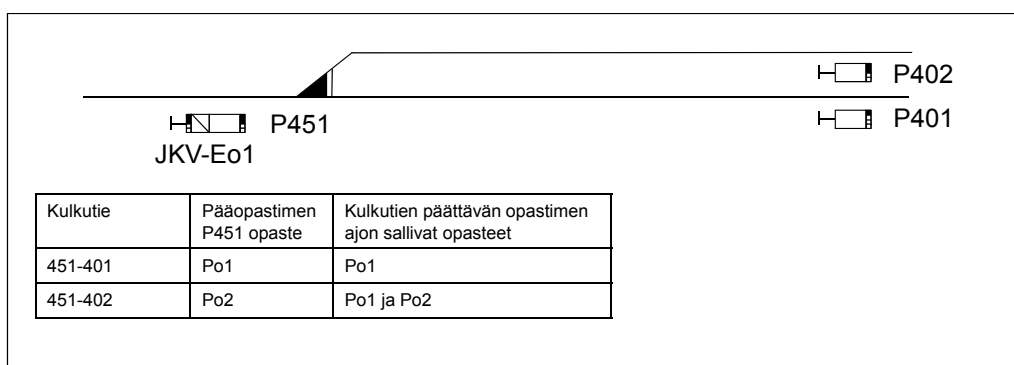 P402
P401
P451
JKV-Eo1
Kulkutie
Pääopastimen
P451 opaste
Kulkutien päättävän opastimen
ajon sallivat opasteet
451-401
Po1
Po1
451-402
Po2
Po1 ja Po2